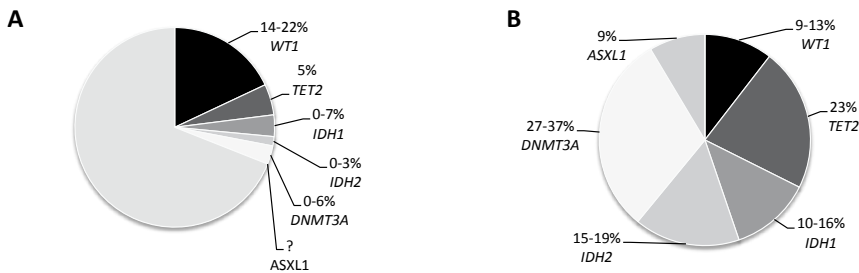 A
14-22%
WT1
5%
TET2
0-7%
IDH1
0-3%
IDH2
0-6%
DNMT3A
?
ASXL1
B
9-13%
WT1
23%
TET2
10-16%
IDH1
15-19%
IDH2
27-37%
DNMT3A
9%
ASXL1